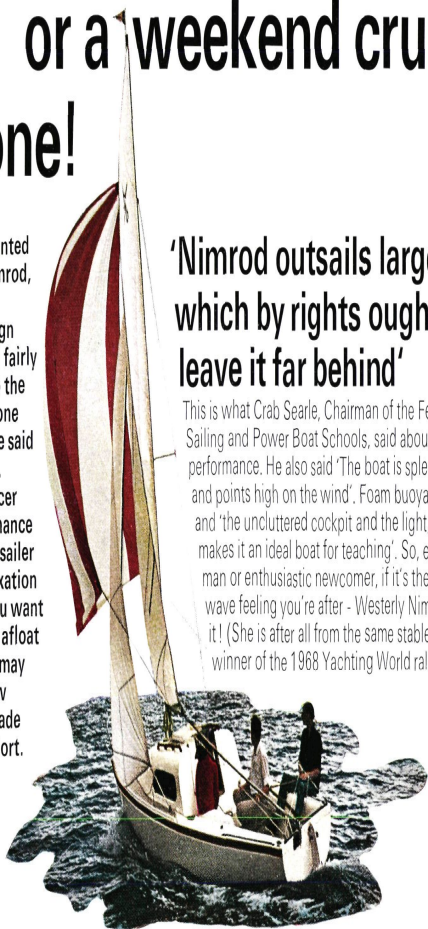 or a weekend cru
one!
nted
mrod,
gn
fairly
the
one
e said
cer
mance
sailer
xation
u want
afloat
may
w
ade
ort.
'Nimrod outsails large
which by rights ough
leave it far behind'
This is what Crab Searle, Chairman of the Fe
Sailing and Power Boat Schools, said abou
performance. He also said 'The boat is sple
and points high on the wind'. Foam buoya
and 'the uncluttered cockpit and the light
makes it an ideal boat for teaching'. So, e
man or enthusiastic newcomer, if it's the
wave feeling you're after - Westerly Nim
it! (She is after all from the same stable
winner of the 1968 Yachting World ral